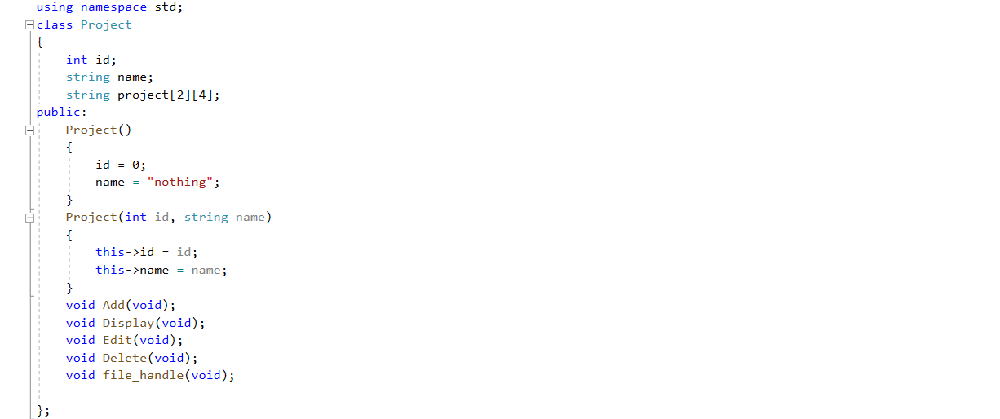 using namespace std;
class Project
{
    int id;
    string name;
    string project[2][4];
public:
    Project()
    {
        id = 0;
        name = "nothing";
    }
    Project(int id, string name)
    {
        this->id = id;
        this->name = name;
    }
    void Add(void);
    void Display(void);
    void Edit(void);
    void Delete(void);
    void file_handle(void);
};